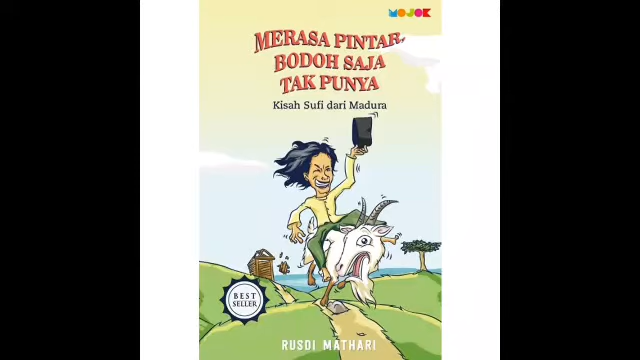 MOJOK
MERASA PINTAR,
BODOH SAJA
TAK PUNYA
Kisah Sufi dari Madura
BEST
SELLER
RUSDI MATHARI